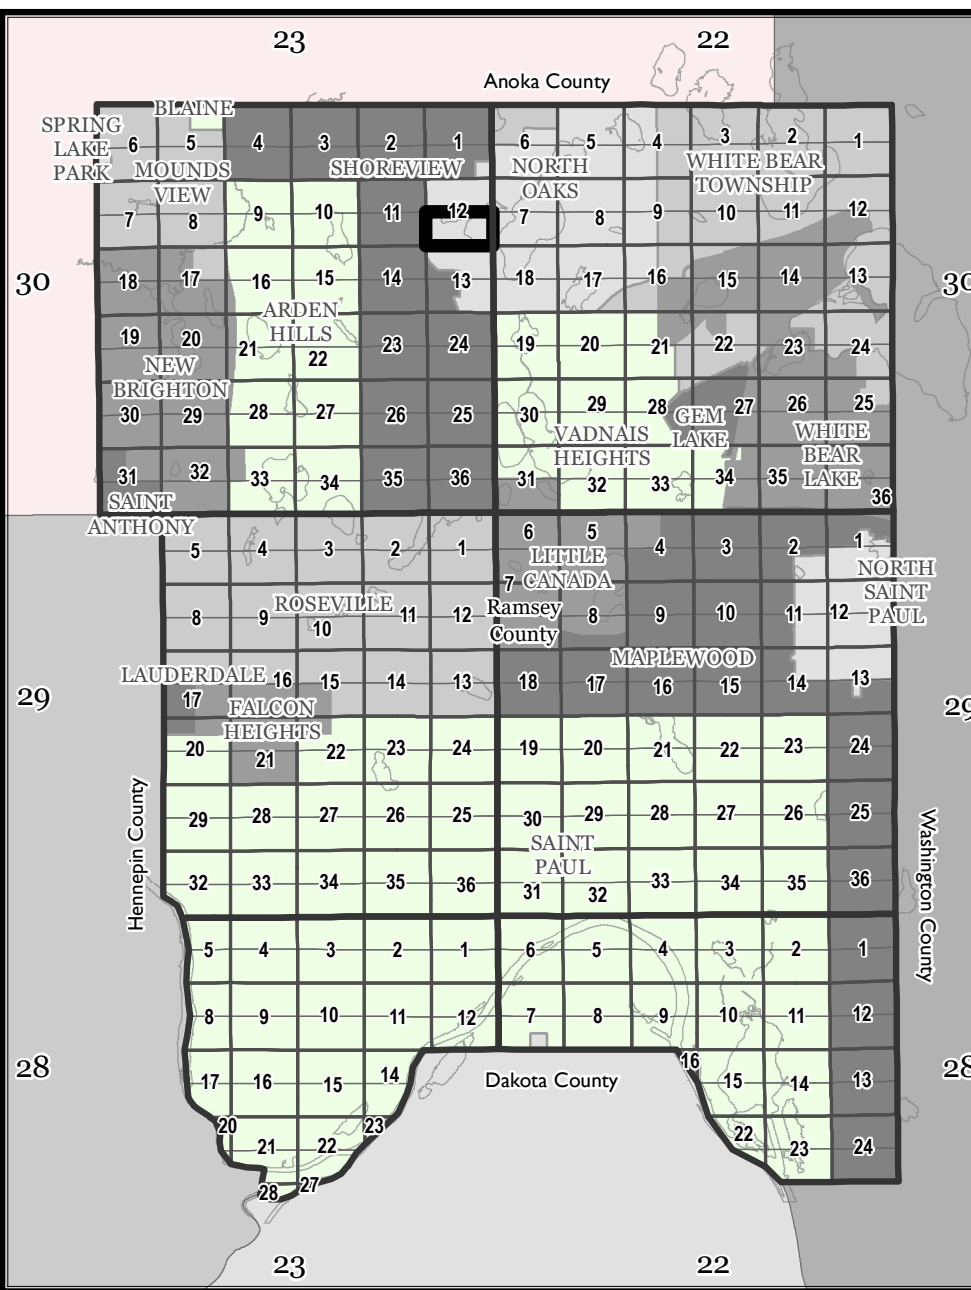 23 22
Anoka County
BLAINE
SPRING
LAKE
PARK
6 5 4 3 2 1 6 5 4 3 2 1
MOUNDS
VIEW
SHOREVIEW
NORTH
OAKS
WHITE BEAR
TOWNSHIP
7 8 9 10 11 12 7 8 9 10 11 12
30 18 17 16 15 14 13 18 17 16 15 14 13 30
ARDEN
HILLS
19 20 21 22 23 24 19 20 21 22 23 24
NEW
BRIGHTON
30 29 28 27 26 25 30 29 28 27 26 25
GEM
LAKE
VADNAIS
HEIGHTS
WHITE
BEAR
LAKE
31 32 33 34 35 36 31 32 33 34 35 36
SAINT
ANTHONY
5 4 3 2 1 6 5 4 3 2 1
LITTLE
CANADA
NORTH
SAINT
PAUL
8 9 10 11 12 7 8 9 10 11 12
ROSEVILLE
Ramsey
County
MAPLEWOOD
LAUDERDALE
29 17 16 15 14 13 18 17 16 15 14 13 29
FALCON
HEIGHTS
20 21 22 23 24 19 20 21 22 23 24
Hennepin County
Washington County
29 28 27 26 25 30 29 28 27 26 25
SAINT
PAUL
32 33 34 35 36 31 32 33 34 35 36
5 4 3 2 1 6 5 4 3 2 1
8 9 10 11 12 7 8 9 10 11 12
28 17 16 15 14 16 15 14 13 28
Dakota County
20 21 22 23 22 23 24
28 27
23 22